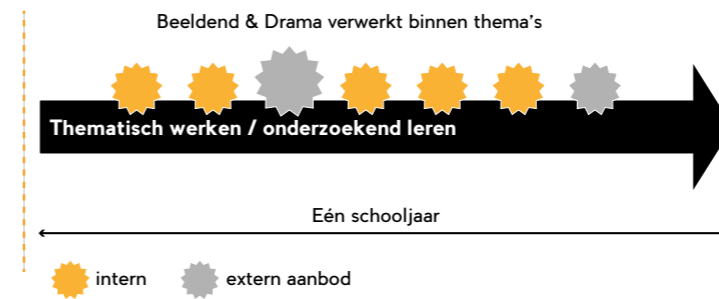 Beeldend & Drama verwerkt binnen thema's
Thematisch werken / onderzoekend leren
Eén schooljaar
intern
extern aanbod